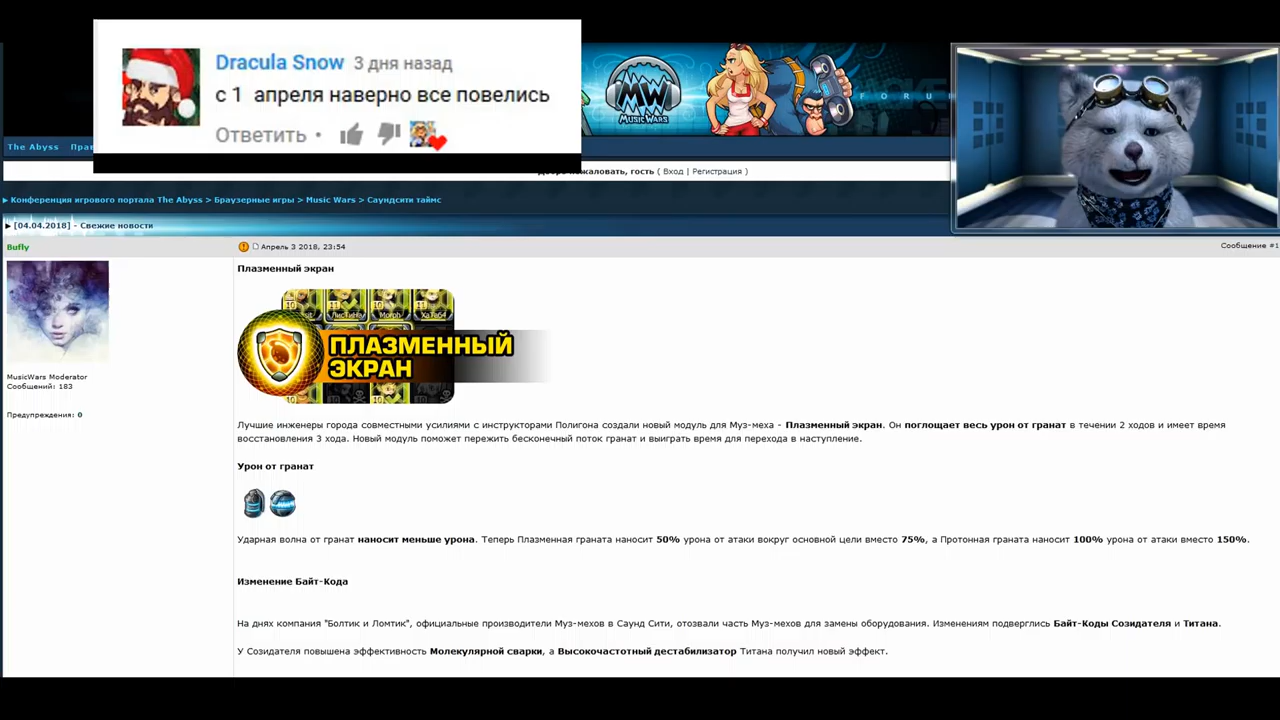 Dracula Snow 3 дня назад
с 1 апреля наверно все повелись
Ответить •
MW
MUSICWARS
F O R U
The Abyss
пожаловать, гость ( Вход | Регистрация )
Конференция игрового портала The Abyss > Браузерные игры > Music Wars > Саундсити таймс
[04.04.2018] - Свежие новости
Bufly
Апрель 3 2018, 23:54
Сообщение #1
Плазменный экран
10 11 10 11
Листинга Morph
ПЛАЗМЕННЫЙ
ЭКРАН
MusicWars Moderator
Сообщений: 183
Предупреждения: 0
Лучшие инженеры города совместными усилиями с инструкторами Полигона создали новый модуль для Муз-меха - Плазменный экран. Он поглощает весь урон от гранат в течении 2 ходов и имеет время
восстановления 3 хода. Новый модуль поможет пережить бесконечный поток гранат и выиграть время для перехода в наступление.
Урон от гранат
Ударная волна от гранат наносит меньше урона. Теперь Плазменная граната наносит 50% урона от атаки вокруг основной цели вместо 75%, а Протонная граната наносит 100% урона от атаки вместо 150%.
Изменение Байт-Кода
На днях компания "Болтик и Ломтик", официальные производители Муз-мехов в Саунд Сити, отозвали часть Муз-мехов для замены оборудования. Изменениям подверглись Байт-Коды Созидателя и Титана.
У Созидателя повышена эффективность Молекулярной сварки, а Высокочастотный дестабилизатор Титана получил новый эффект.